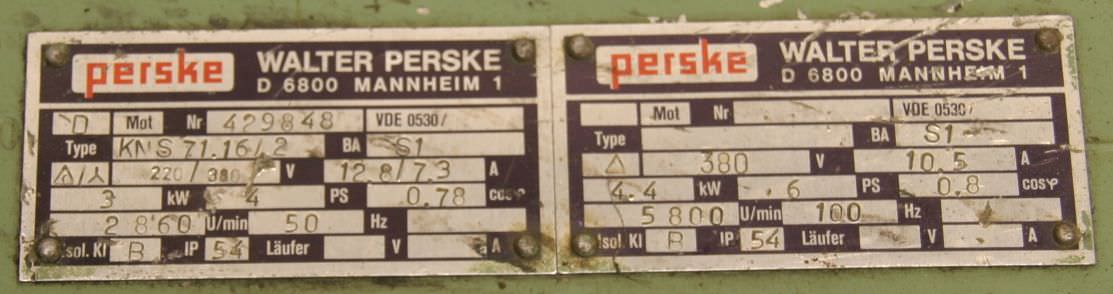 perske WALTER PERSKE
D 6800 MANNHEIM 1
D Mot Nr 429848 VDE 0530/
Type KNS 71.16/2 BA S1
△/Y 220/380 V 12.8/7.3 A
3 kW 4 PS 0.78 cosφ
2860 U/min 50 Hz
Isol. Kl B IP 54 Läufer V A
perske WALTER PERSKE
D 6800 MANNHEIM 1
Mot Nr VDE 0530/
Type BA S1
△ 380 V 10.5 A
4.4 kW 6 PS 0.8 cosφ
5800 U/min 100 Hz
Isol. Kl B IP 54 Läufer V A